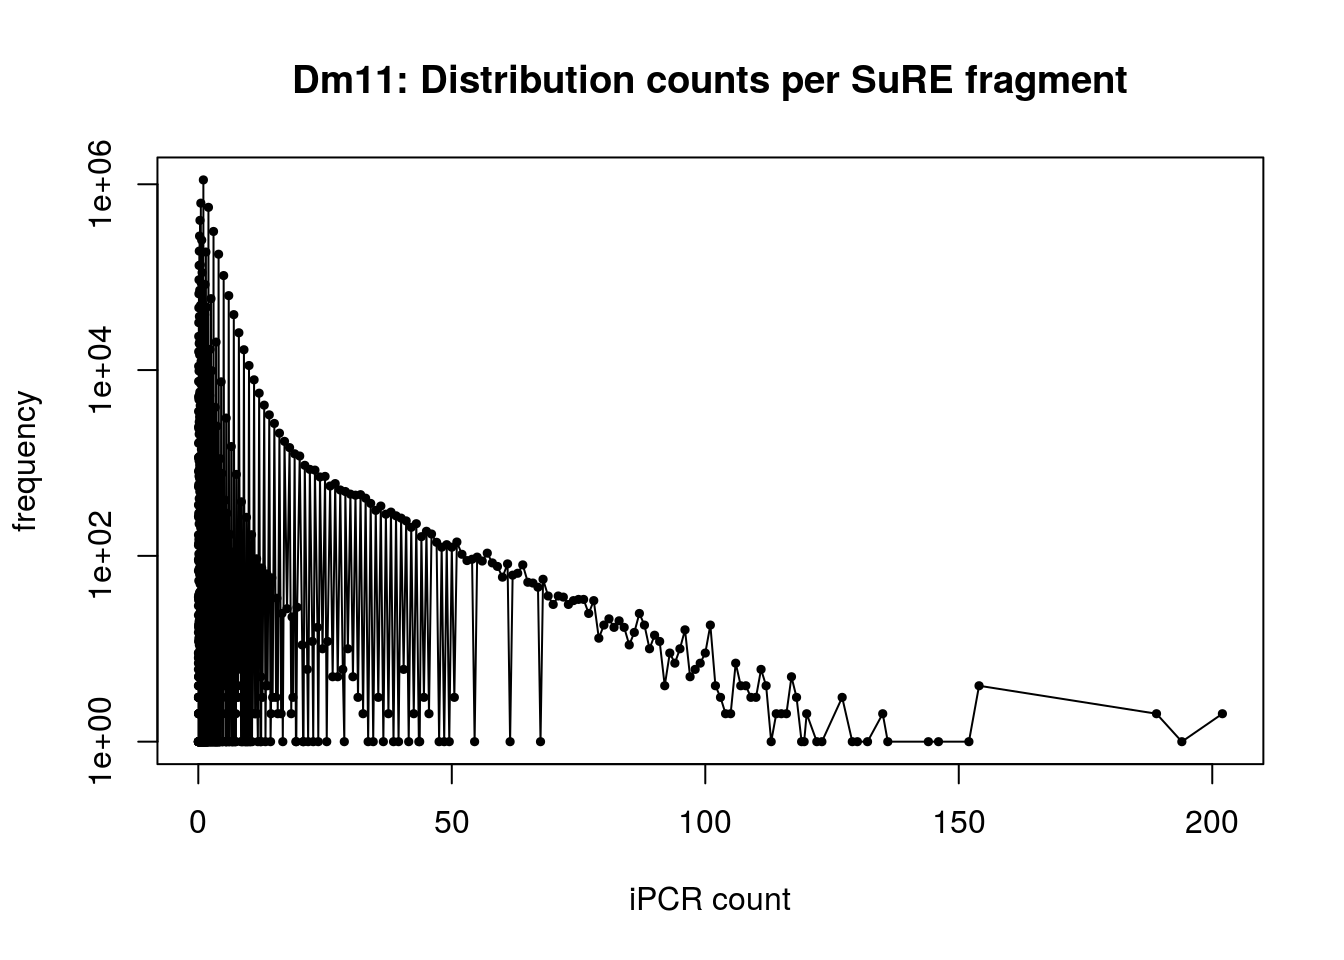 Dm11: Distribution counts per SuRE fragment
frequency
1e+06
1e+04
1e+02
1e+00
0 50 100 150 200
iPCR count